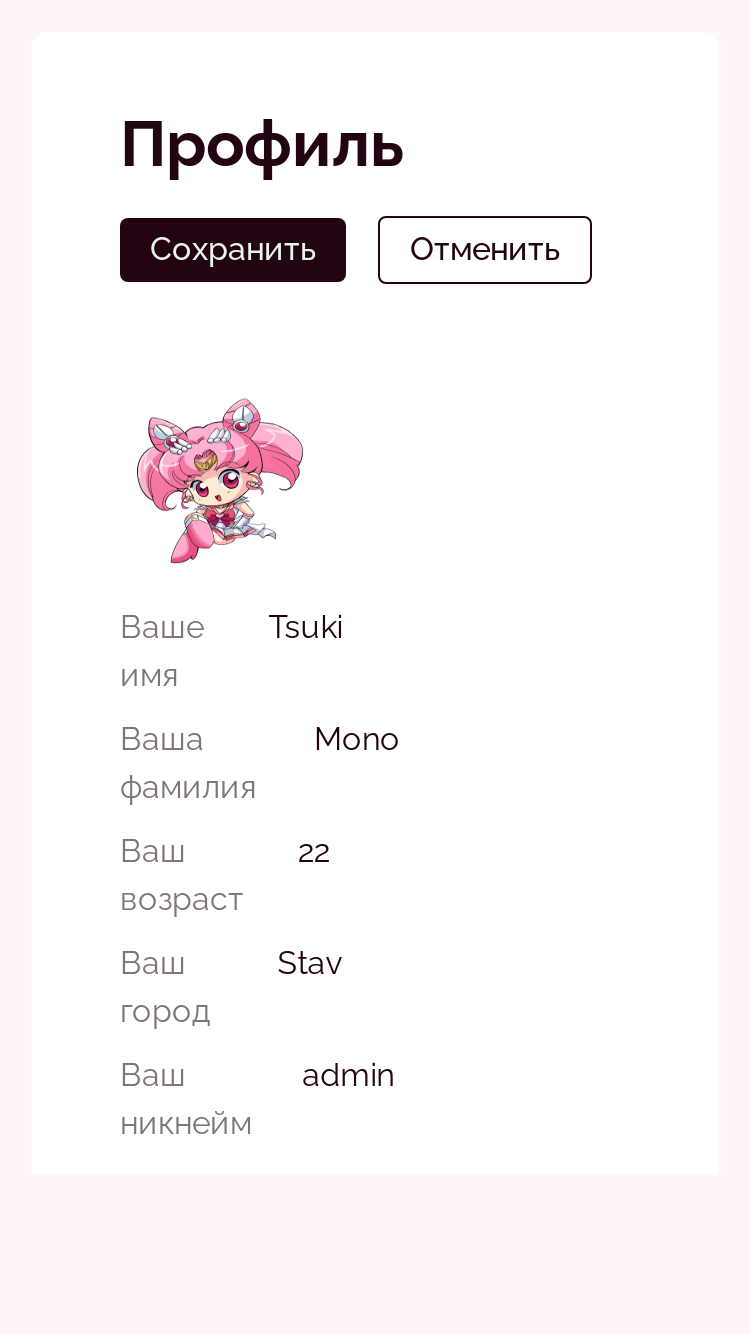 Профиль
Сохранить Отменить
Ваше Tsuki
имя
Ваша Mono
фамилия
Ваш 22
возраст
Ваш Stav
город
Ваш admin
никнейм